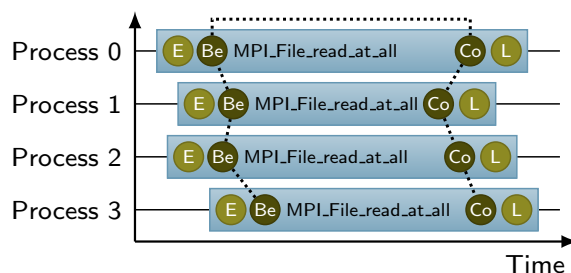 Process 0 E Be MPI_File_read_at_all Co L
Process 1 E Be MPI_File_read_at_all Co L
Process 2 E Be MPI_File_read_at_all Co L
Process 3 E Be MPI_File_read_at_all Co L
Time